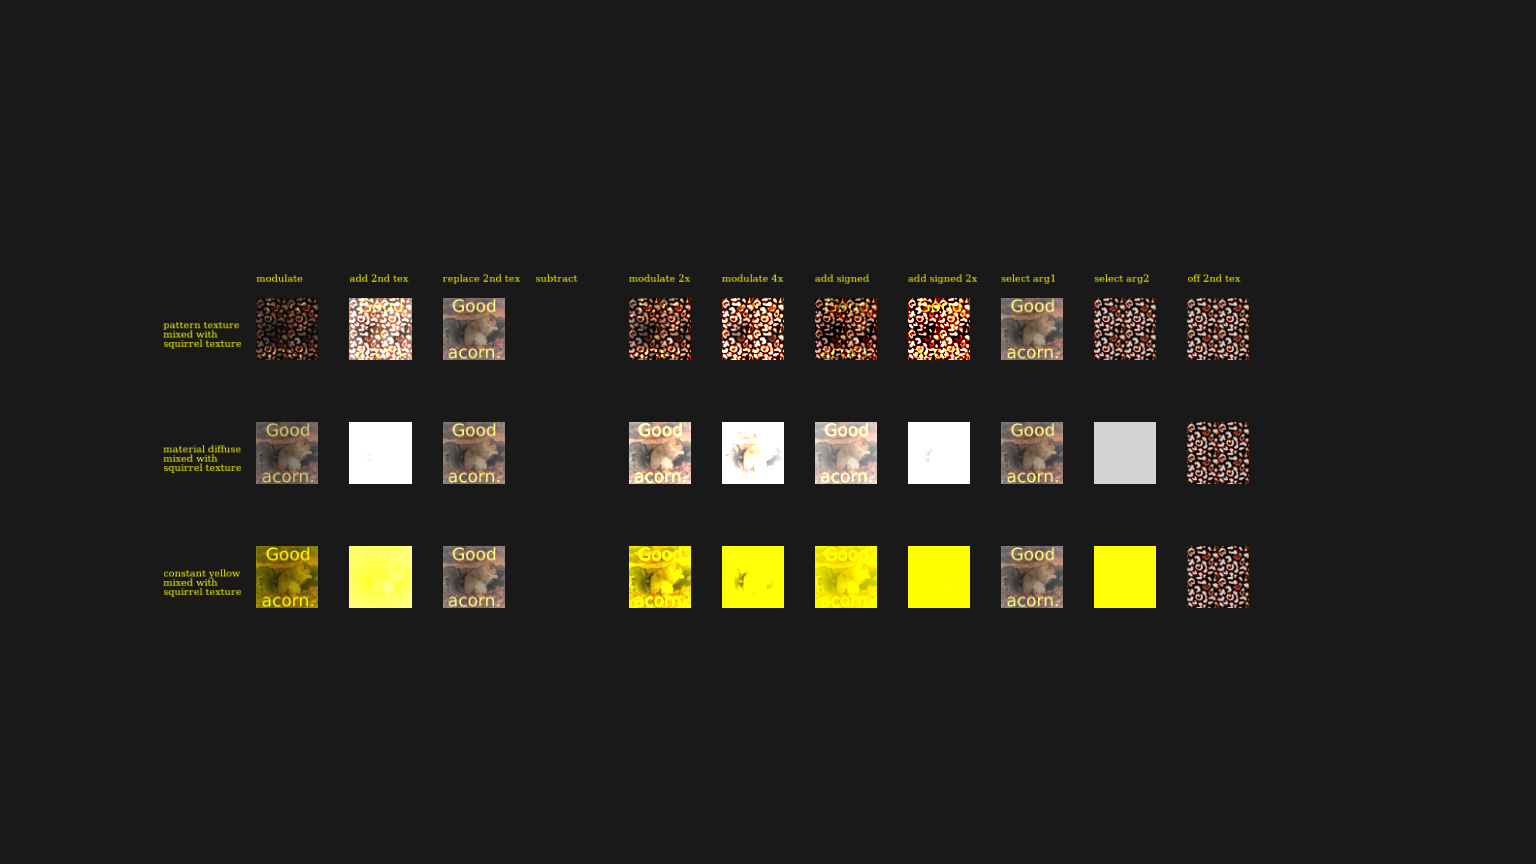 modulate add 2nd tex replace 2nd tex subtract modulate 2x modulate 4x add signed add signed 2x select arg1 select arg2 off 2nd tex
Good Good Good Good Good Good
pattern texture
mixed with
squirrel texture
acorn. acorn.
Good Good Good Good Good
material diffuse
mixed with
squirrel texture
acorn. acorn. acorn. acorn. acorn.
Good Good Good Good Good
constant yellow
mixed with
squirrel texture
acorn. acorn. acorn. acorn. acorn.